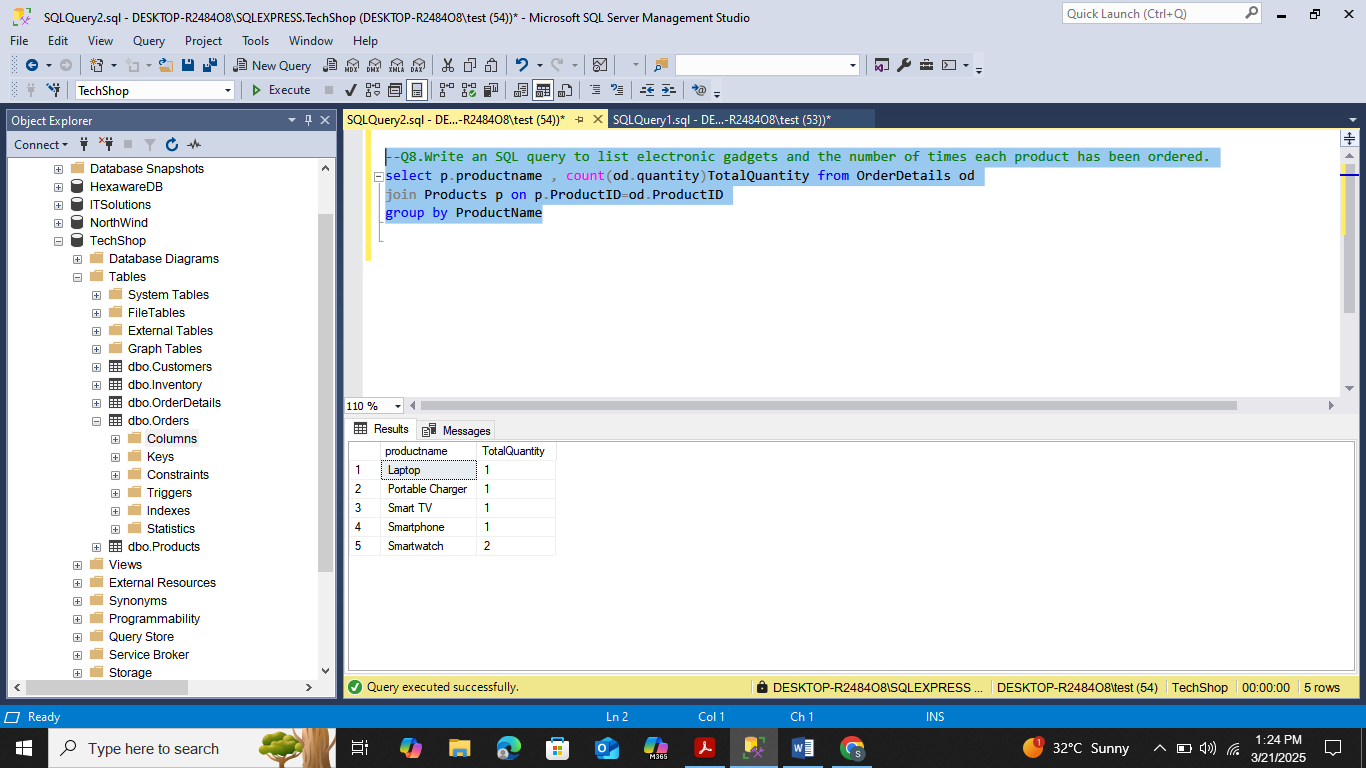 SQLQuery2.sql - DESKTOP-R2484O8\SQLEXPRESS.TechShop (DESKTOP-R2484O8\test (54))* - Microsoft SQL Server Management Studio
Quick Launch (Ctrl+Q)
File Edit View Query Project Tools Window Help
New Query MDX DMX XMLA DAX
TechShop Execute
Object Explorer
SQLQuery2.sql - DE...-R2484O8\test (54))* SQLQuery1.sql - DE...-R2484O8\test (53))*
Connect
Database Snapshots
HexawareDB
ITSolutions
NorthWind
TechShop
Database Diagrams
Tables
System Tables
FileTables
External Tables
Graph Tables
dbo.Customers
dbo.Inventory
dbo.OrderDetails
dbo.Orders
Columns
Keys
Constraints
Triggers
Indexes
Statistics
dbo.Products
Views
External Resources
Synonyms
Programmability
Query Store
Service Broker
Storage
--Q8.Write an SQL query to list electronic gadgets and the number of times each product has been ordered.
select p.productname , count(od.quantity)TotalQuantity from OrderDetails od
join Products p on p.ProductID=od.ProductID
group by ProductName
110 %
Results Messages
productname TotalQuantity
1 Laptop 1
2 Portable Charger 1
3 Smart TV 1
4 Smartphone 1
5 Smartwatch 2
Query executed successfully. DESKTOP-R2484O8\SQLEXPRESS ... DESKTOP-R2484O8\test (54) TechShop 00:00:00 5 rows
Ready Ln 2 Col 1 Ch 1 INS
Type here to search M365 1 32°C Sunny 1:24 PM
3/21/2025